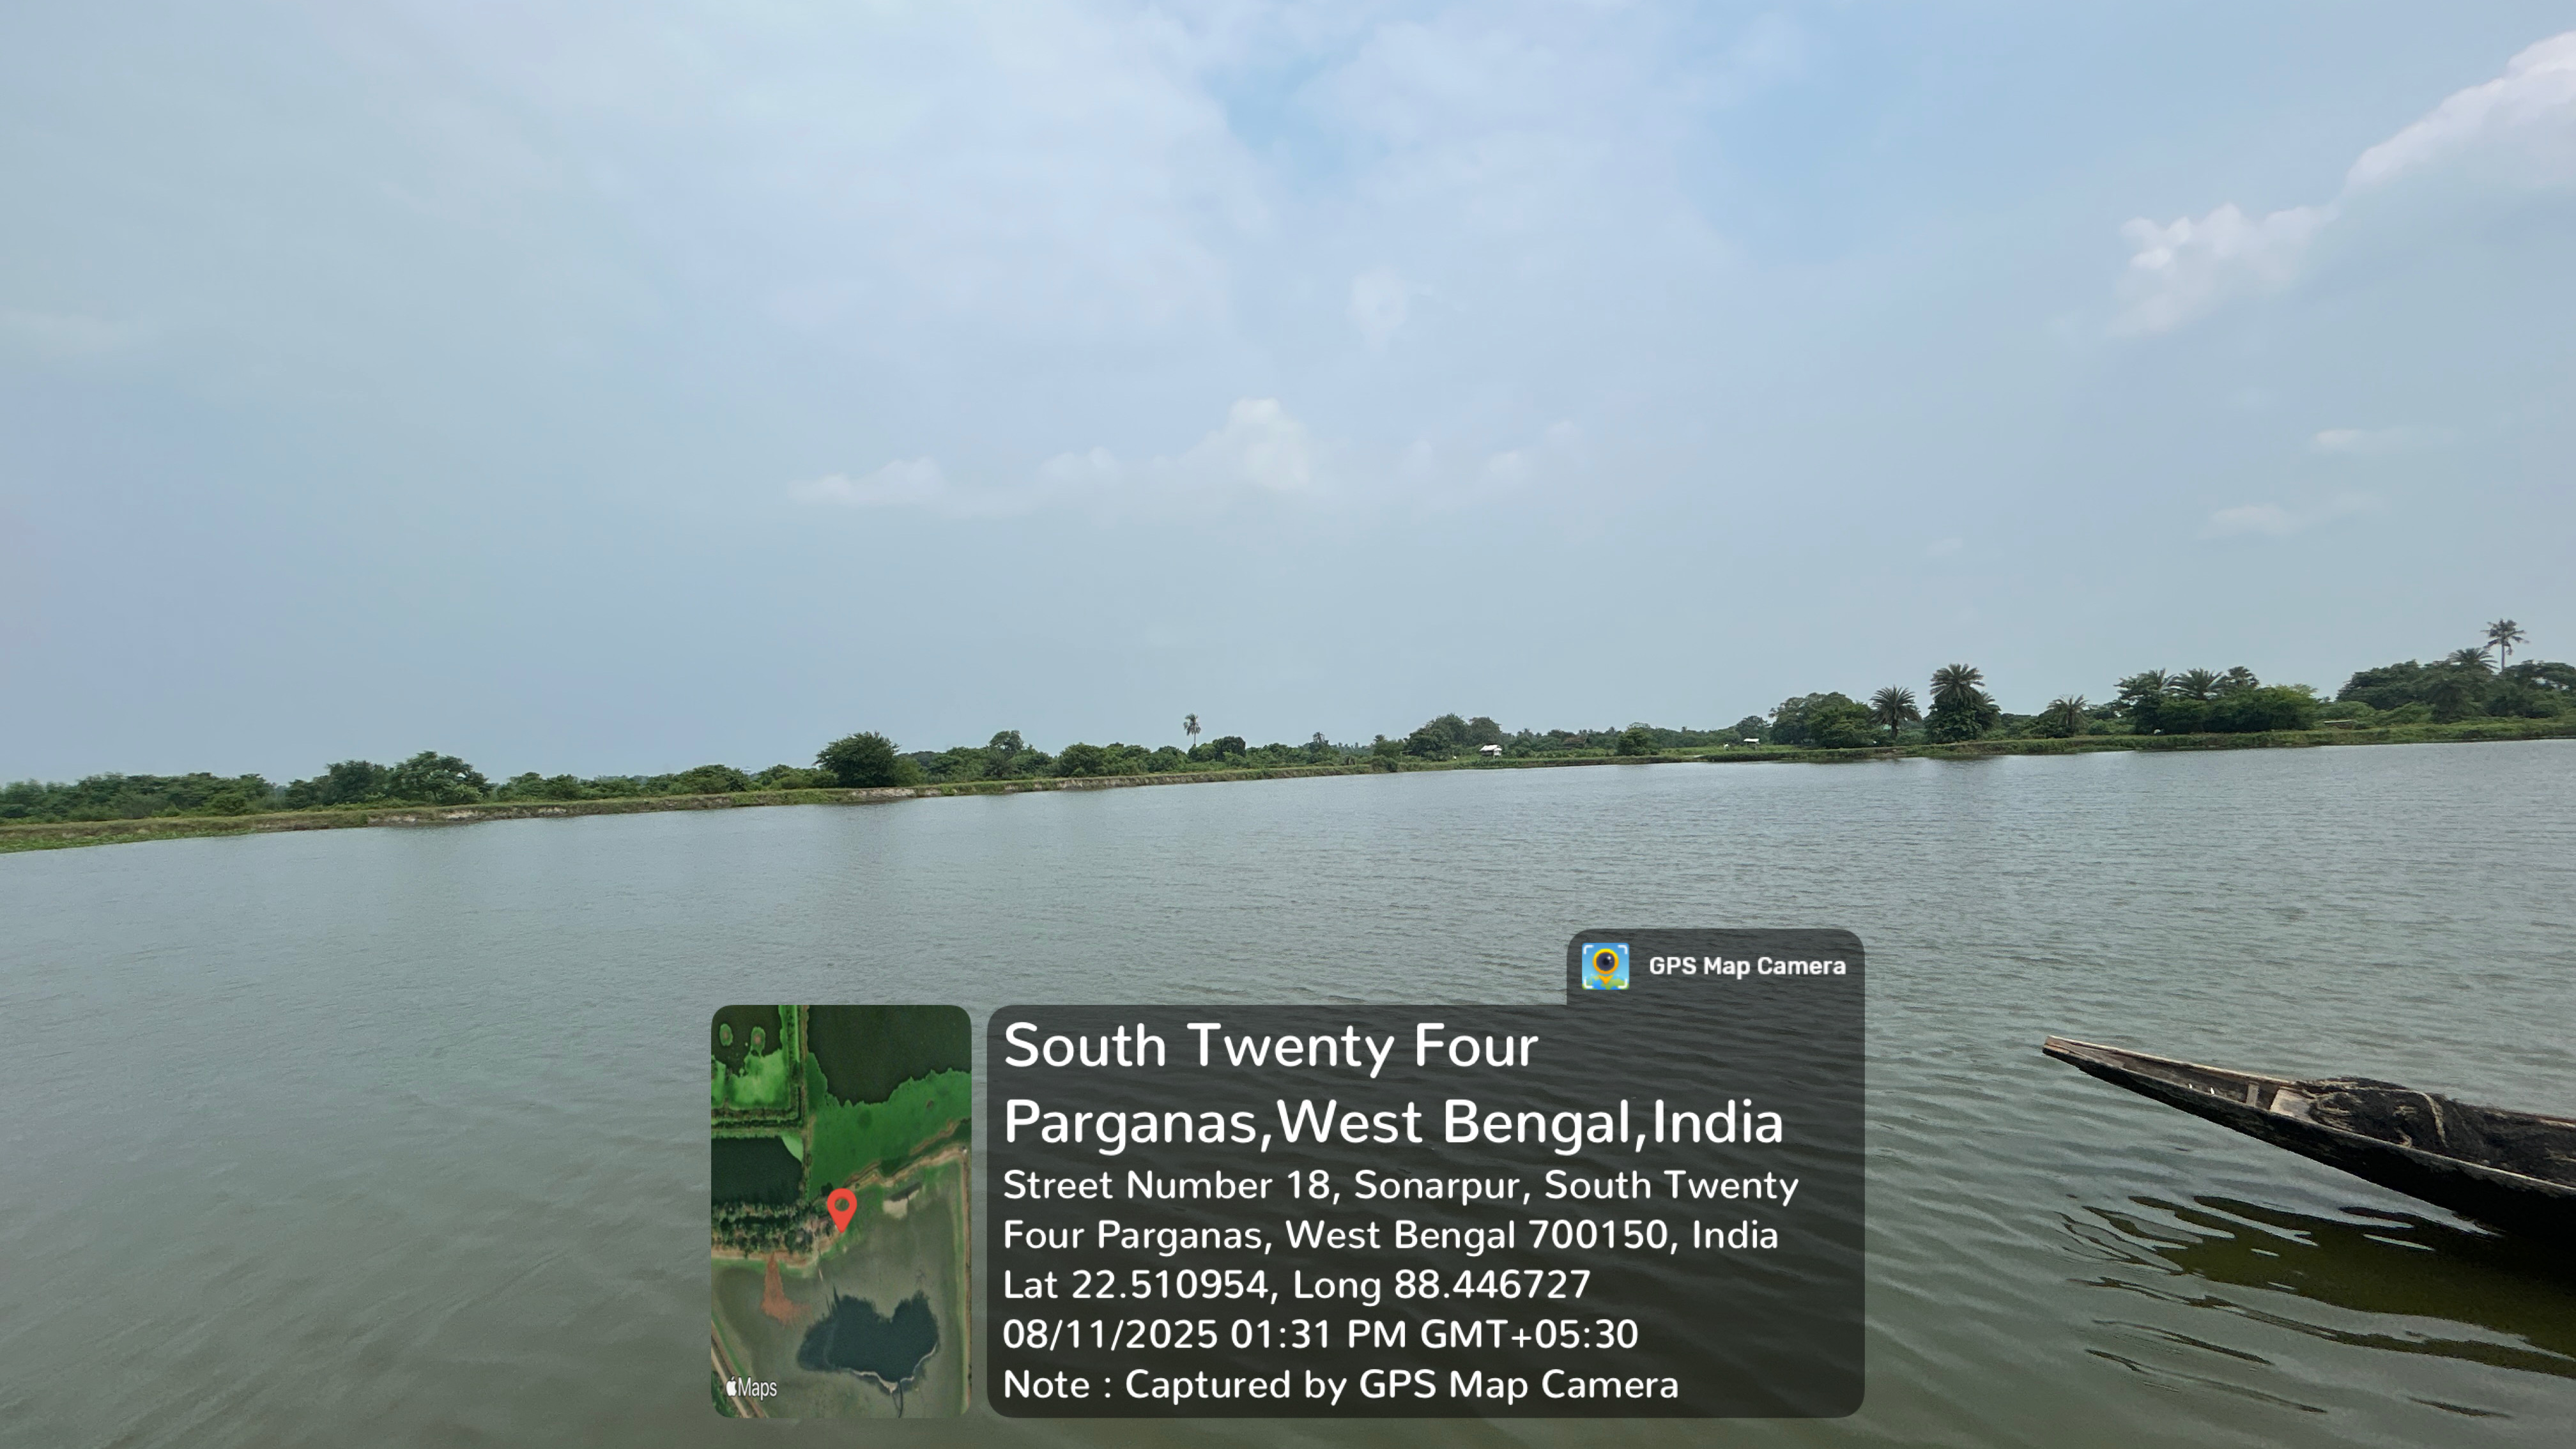 GPS Map Camera
South Twenty Four
Parganas,West Bengal,India
Street Number 18, Sonarpur, South Twenty
Four Parganas, West Bengal 700150, India
Lat 22.510954, Long 88.446727
08/11/2025 01:31 PM GMT+05:30
Note : Captured by GPS Map Camera
Maps